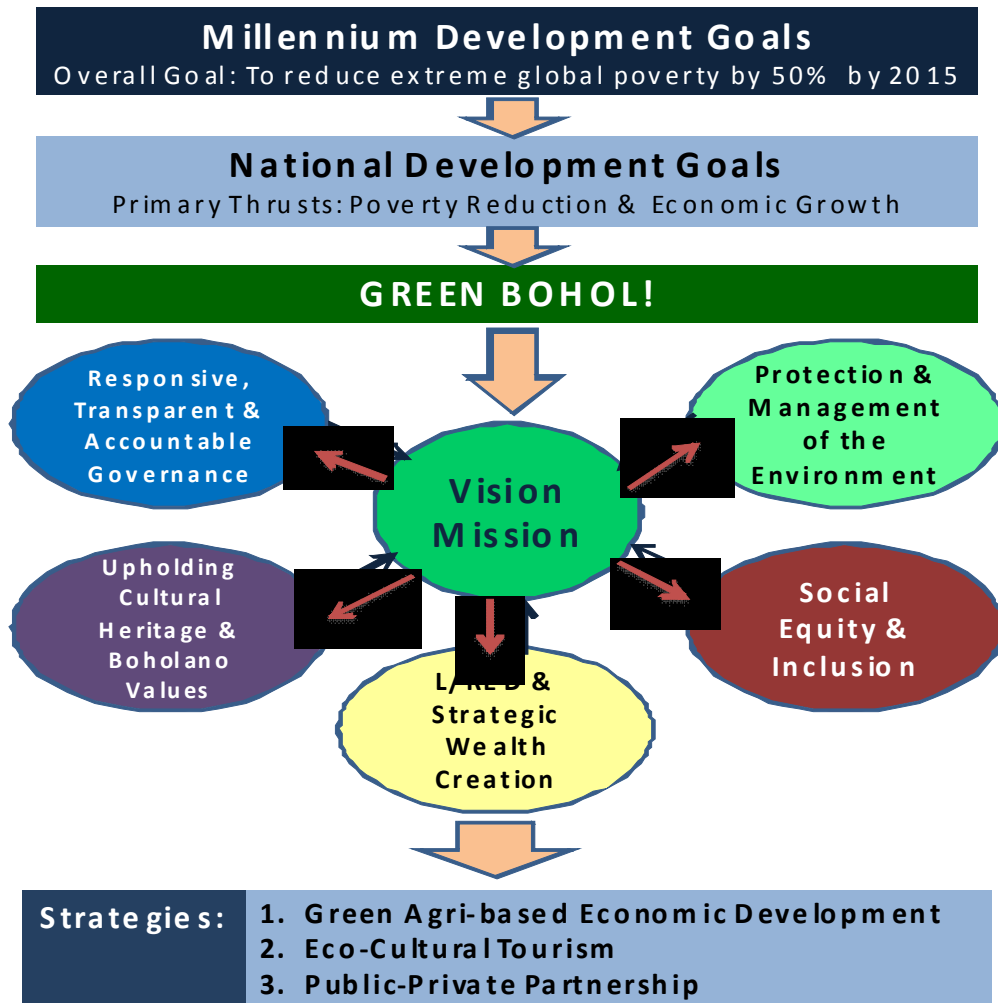 Millennium Development Goals
Overall Goal: To reduce extreme global poverty by 50% by 2015
National Development Goals
Primary Thrusts: Poverty Reduction & Economic Growth
GREEN BOHOL!
Responsive,
Transparent &
Accountable
Governance
Protection &
Management
of the
Environment
Vision
Mission
Upholding
Cultural
Heritage &
Boholano
Values
Social
Equity &
Inclusion
&
Strategic
Wealth
Creation
Strategies:
1. Green Agri-based Economic Development
2. Eco-Cultural Tourism
3. Public-Private Partnership